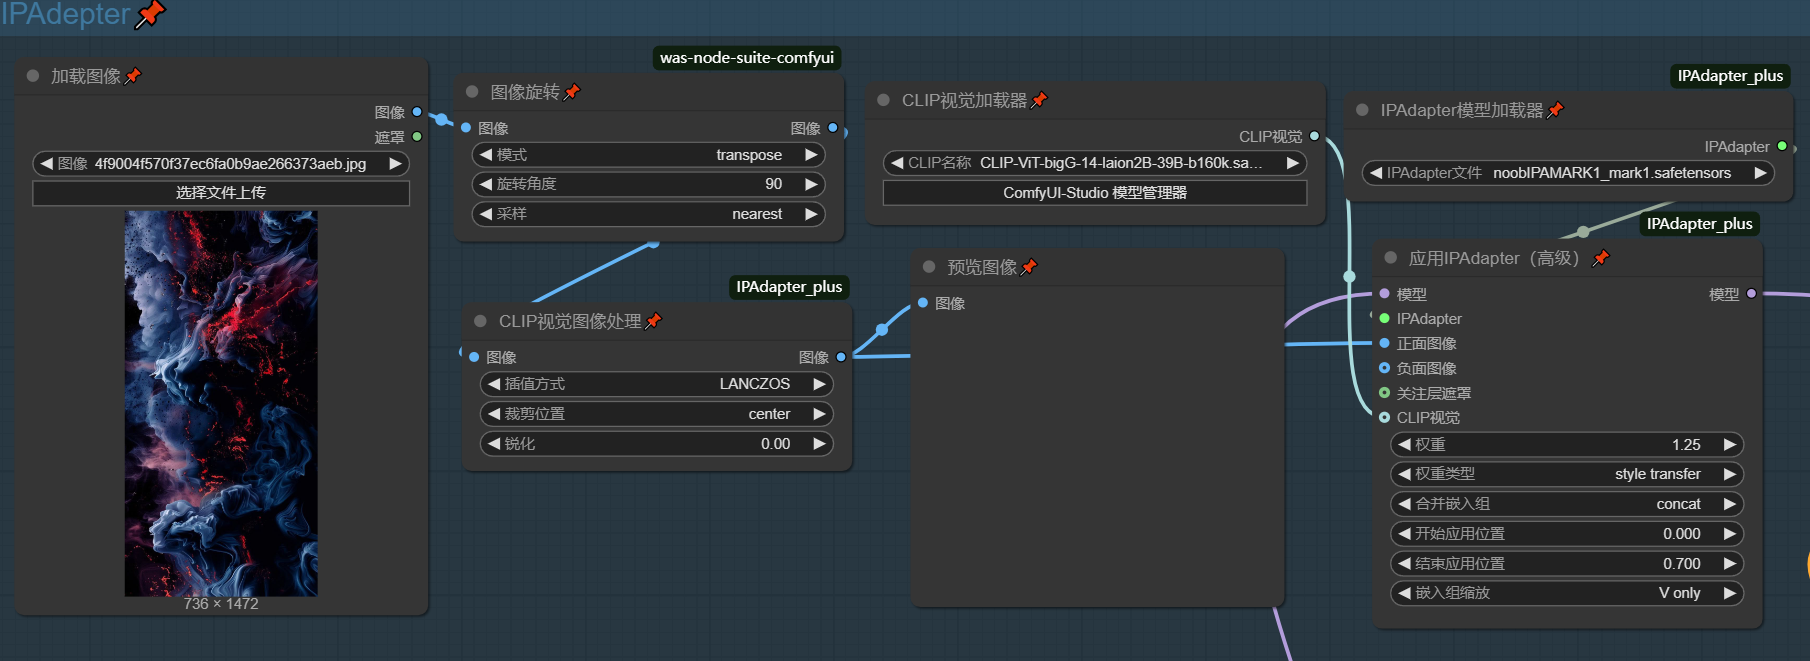 IPAdepter
加载图像
图像
遮罩
图像 4f9004f570f37ec6fa0b9ae266373aeb.jpg
选择文件上传
736 × 1472
was-node-suite-comfyui
图像旋转
图像 图像
模式 transpose
旋转角度 90
采样 nearest
IPAdapter_plus
CLIP视觉图像处理
图像 图像
插值方式 LANCZOS
裁剪位置 center
锐化 0.00
CLIP视觉加载器
CLIP视觉
CLIP名称 CLIP-ViT-bigG-14-laion2B-39B-b160k.sa...
ComfyUI-Studio 模型管理器
预览图像
图像
IPAdapter_plus
IPAdapter模型加载器
IPAdapter
IPAdapter文件 noobIPAMARK1_mark1.safetensors
IPAdapter_plus
应用IPAdapter（高级）
模型 模型
IPAdapter
正面图像
负面图像
关注层遮罩
CLIP视觉
权重 1.25
权重类型 style transfer
合并嵌入组 concat
开始应用位置 0.000
结束应用位置 0.700
嵌入组缩放 V only